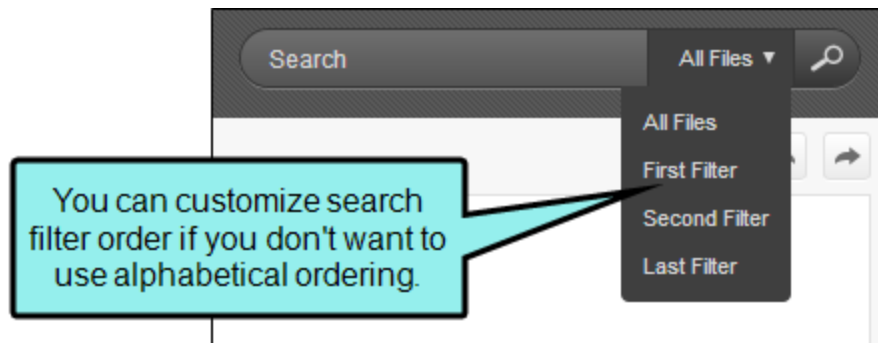 Search
All Files ▼
All Files
First Filter
Second Filter
Last Filter
You can customize search
filter order if you don't want to
use alphabetical ordering.